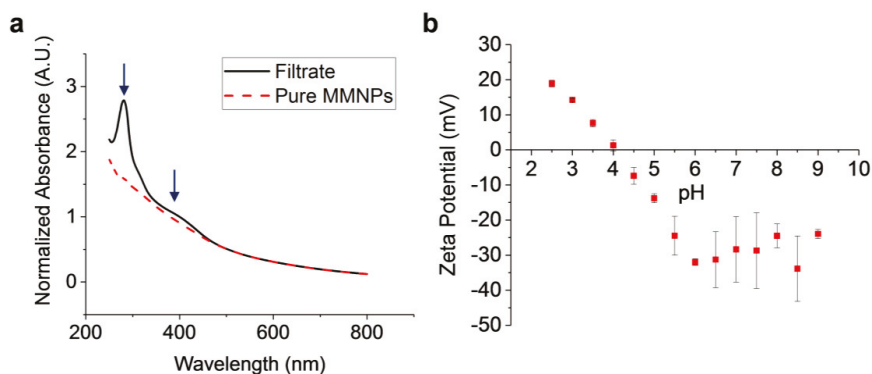 a
Normalized Absorbance (A.U.)
3
2
1
0
200 400 600 800
Wavelength (nm)
Filtrate
Pure MMNPs
b
Zeta Potential (mV)
30
20
10
0
-10
-20
-30
-40
-50
2 3 4 5 6 7 8 9 10
pH